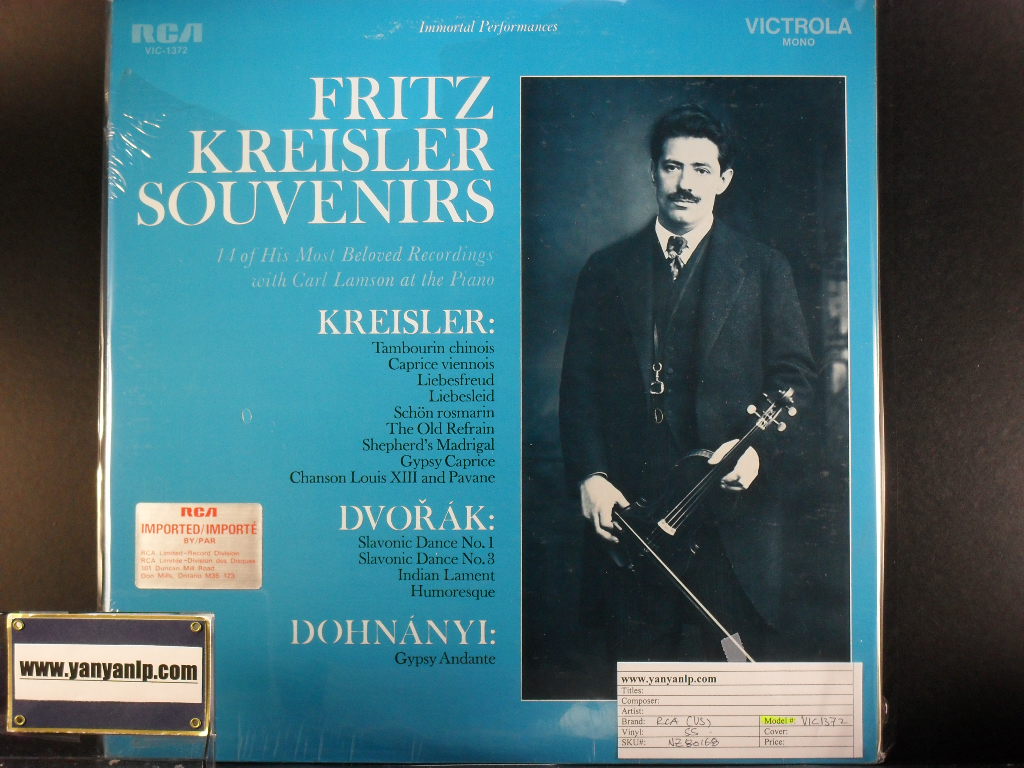 RCA
VIC-1372
Immortal Performances
VICTROLA
MONO
FRITZ
KREISLER
SOUVENIRS
14 of His Most Beloved Recordings
with Carl Lamson at the Piano
KREISLER:
Tambourin chinois
Caprice viennois
Liebesfreud
Liebesleid
Schön rosmarin
The Old Refrain
Shepherd's Madrigal
Gypsy Caprice
Chanson Louis XIII and Pavane
DVOŘÁK:
Slavonic Dance No. 1
Slavonic Dance No. 3
Indian Lament
Humoresque
DOHNÁNYI:
Gypsy Andante
RCA
IMPORTED/IMPORTÉ
BY/PAR
RCA Limited-Record Division
RCA Limitée-Division des Disques
101 Duncan Mill Road
Don Mills, Ontario M3B 1Z3
www.yanyanlp.com
www.yanyanlp.com
Titles:
Composer:
Artist:
Brand: RCA (US) Model #: VIC1372
Vinyl: SS Cover:
SKU#: NZ80168 Price: